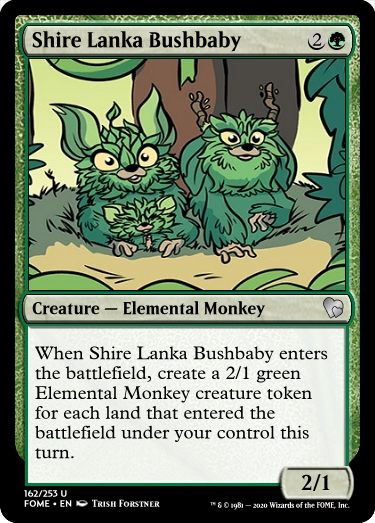 Shire Lanka Bushbaby 2
Creature — Elemental Monkey
When Shire Lanka Bushbaby enters
the battlefield, create a 2/1 green
Elemental Monkey creature token
for each land that entered the
battlefield under your control this
turn.
2/1
162/253 U
FOME • EN Trish Forstner
™ & © 1981 — 2020 Wizards of the FOME, Inc.